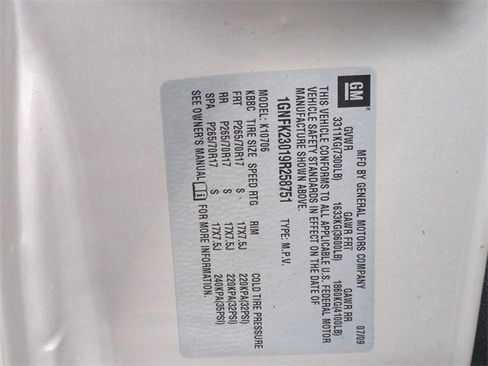 GM
MFD BY GENERAL MOTORS COMPANY 07/09
GVWR GAWR FRT GAWR RR
3311KG(7300LB) 1633KG(3600LB) 1860KG(4100LB)
THIS VEHICLE CONFORMS TO ALL APPLICABLE U.S. FEDERAL MOTOR
VEHICLE SAFETY STANDARDS IN EFFECT ON THE DATE OF
MANUFACTURE SHOWN ABOVE.
1GNFK23019R258751 TYPE: M.P.V.
MODEL: K10706
KBBC TIRE SIZE SPEED RTG RIM COLD TIRE PRESSURE
FRT P265/70R17 S 17X7.5J 220KPA(32PSI)
RR P265/70R17 S 17X7.5J 220KPA(32PSI)
SPA P265/70R17 S 17X7.5J 240KPA(35PSI)
SEE OWNER'S MANUAL FOR MORE INFORMATION.